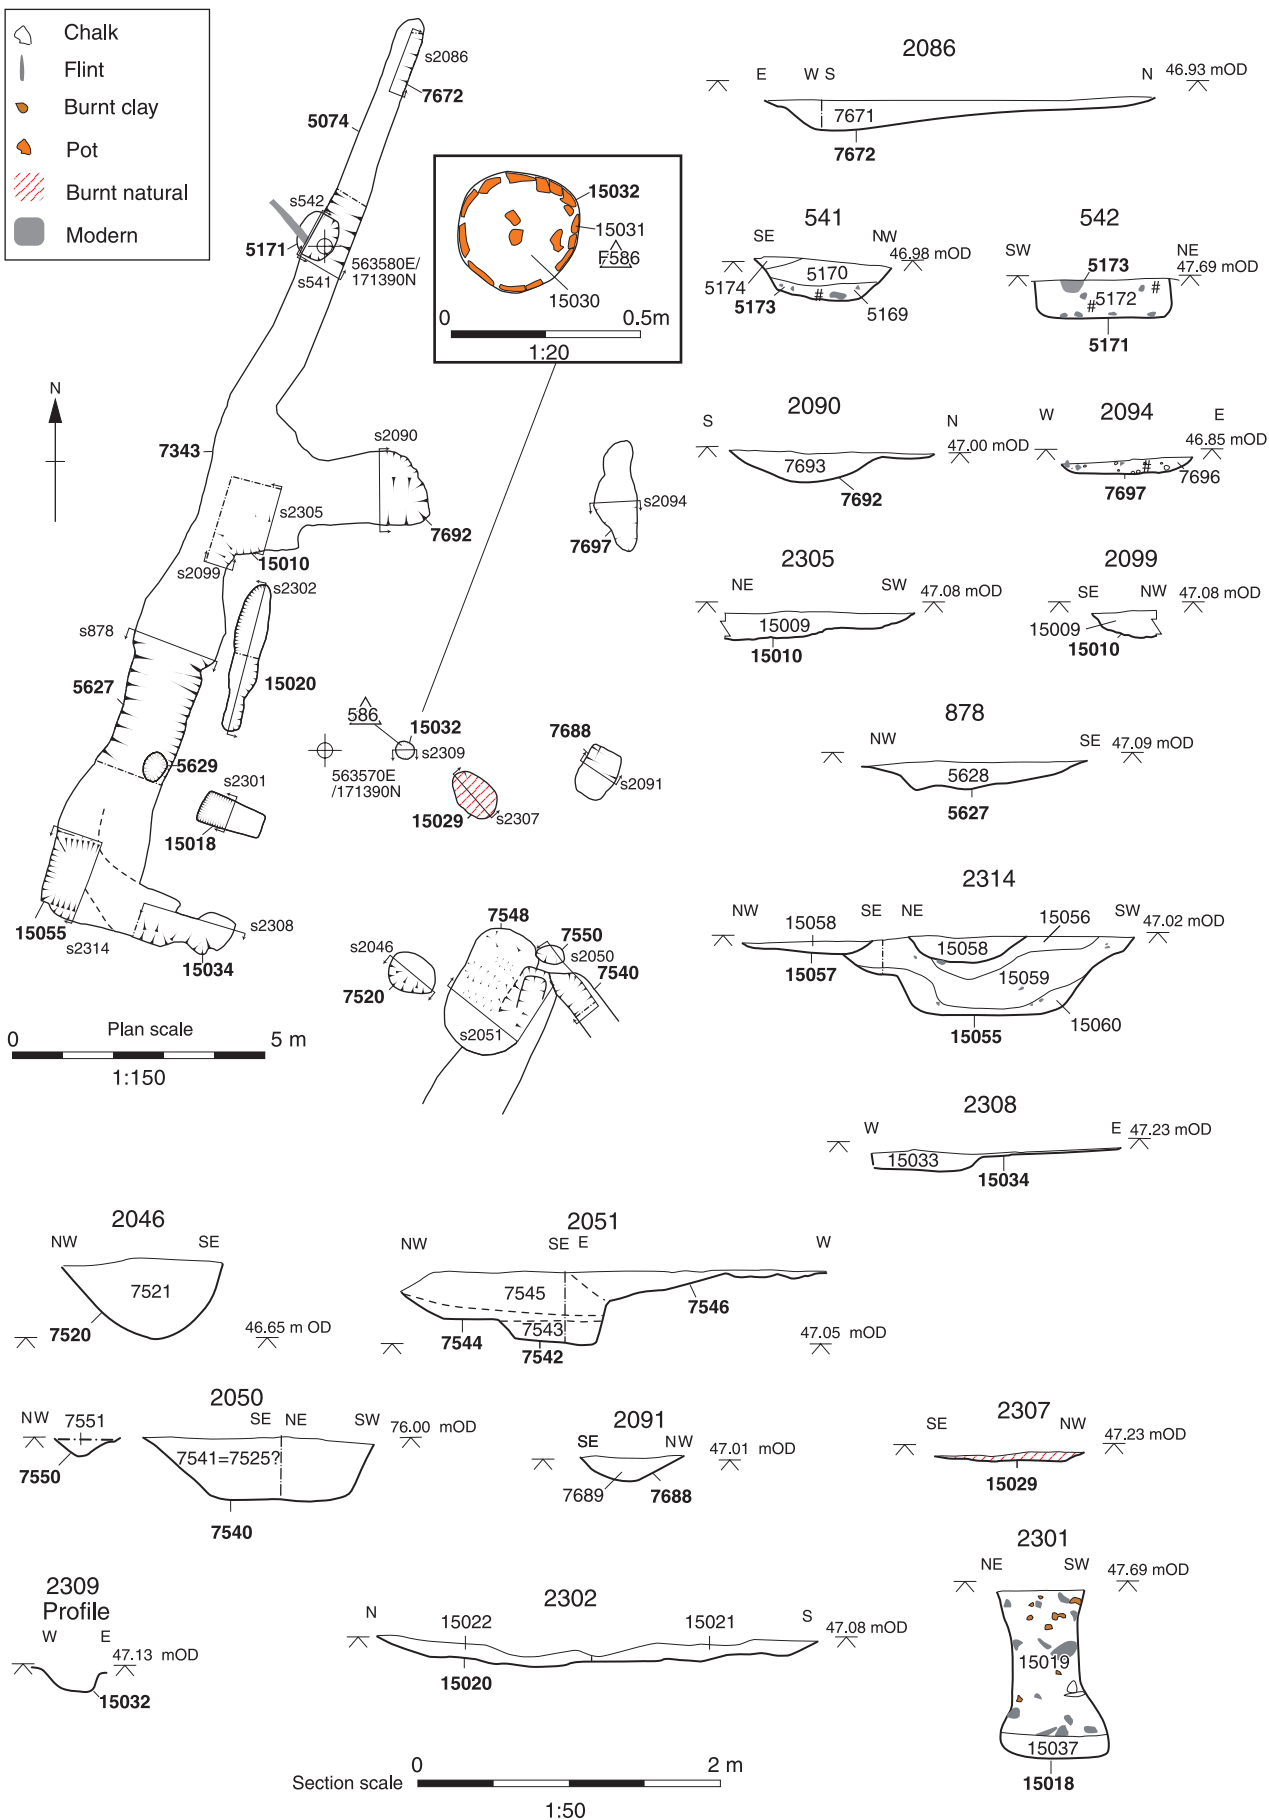 Chalk
Flint
Burnt clay
Pot
Burnt natural
Modern
s2086
7672
5074
s542
5171
s541
563580E/
171390N
15032
15031
F586
15030
0 0.5m
1:20
N
7343
s2090
7692
s2305
15010
s2099
s2302
s2094
7697
s878
5627
15020
586
15032
s2309
563570E
/171390N
7688
s2091
5629
s2301
15018
15029
s2307
15055
s2314
s2308
15034
7548
7550
s2050
7540
s2046
7520
s2051
Plan scale
0 5 m
1:150
2086
E W S N 46.93 mOD
7671
7672
541
SE NW
46.98 mOD
5170
5174
5173
5169
542
SW NE
5173
47.69 mOD
#
5172
#
5171
#
2090
S N
47.00 mOD
7693
7692
2094
W E
46.85 mOD
#
7696
7697
2305
NE SW
47.08 mOD
15009
15010
2099
SE NW
47.08 mOD
15009
15010
878
NW SE
47.09 mOD
5628
5627
2314
NW SE NE SW
47.02 mOD
15058
15056
15058
15057
15059
15060
15055
2308
W E 47.23 mOD
15033
15034
2046
NW SE
7521
7520
46.65 m OD
2051
NW SE E W
7545
7546
7543
7544
7542
47.05 mOD
2050
NW 7551
SE NE SW
76.00 mOD
7541=7525?
7550
7540
2091
SE NW
47.01 mOD
7689
7688
2307
SE NW
47.23 mOD
15029
2309
Profile
W E
47.13 mOD
15032
2302
N S
15022
15021
47.08 mOD
15020
2301
NE SW
47.69 mOD
15019
15037
15018
0 2 m
Section scale
1:50